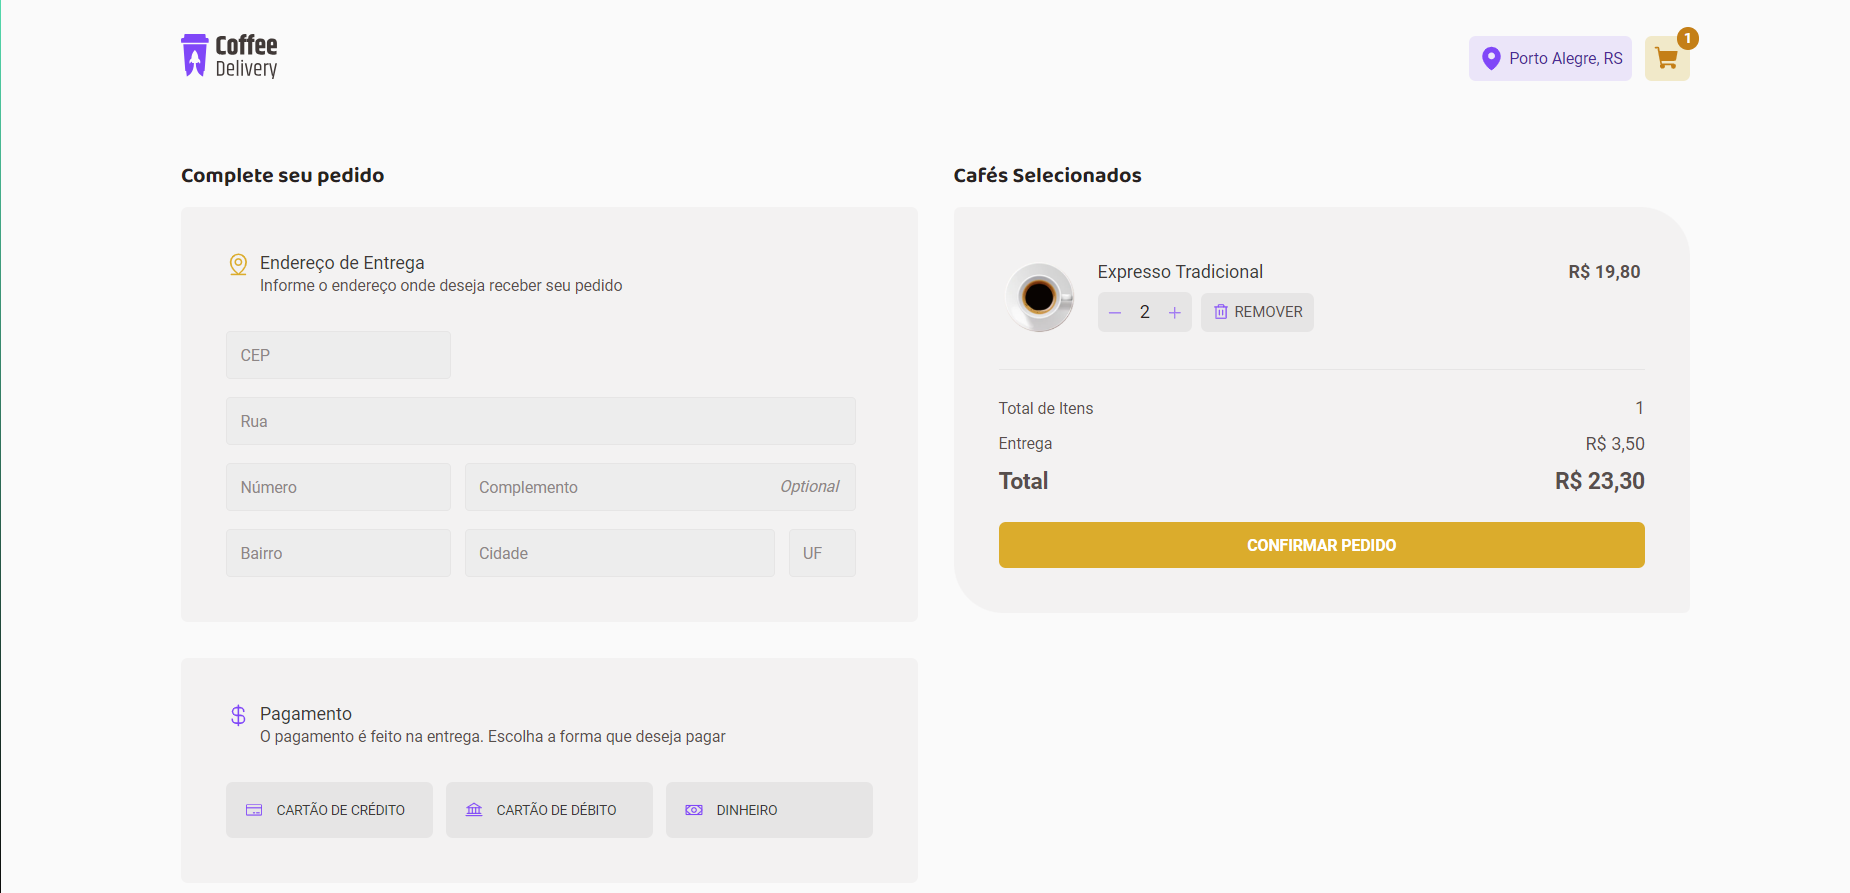 Coffee
Delivery
Porto Alegre, RS
1
Complete seu pedido
Endereço de Entrega
Informe o endereço onde deseja receber seu pedido
CEP
Rua
Número
Complemento Optional
Bairro
Cidade
UF
Pagamento
O pagamento é feito na entrega. Escolha a forma que deseja pagar
CARTÃO DE CRÉDITO
CARTÃO DE DÉBITO
DINHEIRO
Cafés Selecionados
Expresso Tradicional R$ 19,80
2
REMOVER
Total de Itens 1
Entrega R$ 3,50
Total R$ 23,30
CONFIRMAR PEDIDO